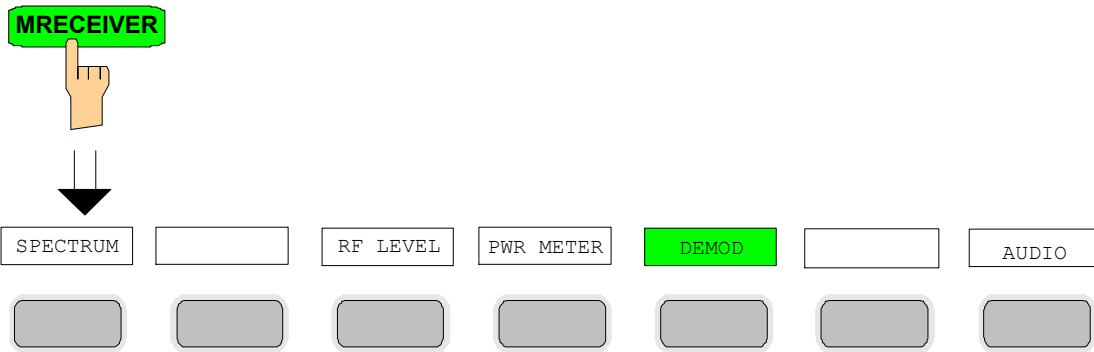 MRECEIVER
SPECTRUM
RF LEVEL
PWR METER
DEMOD
AUDIO